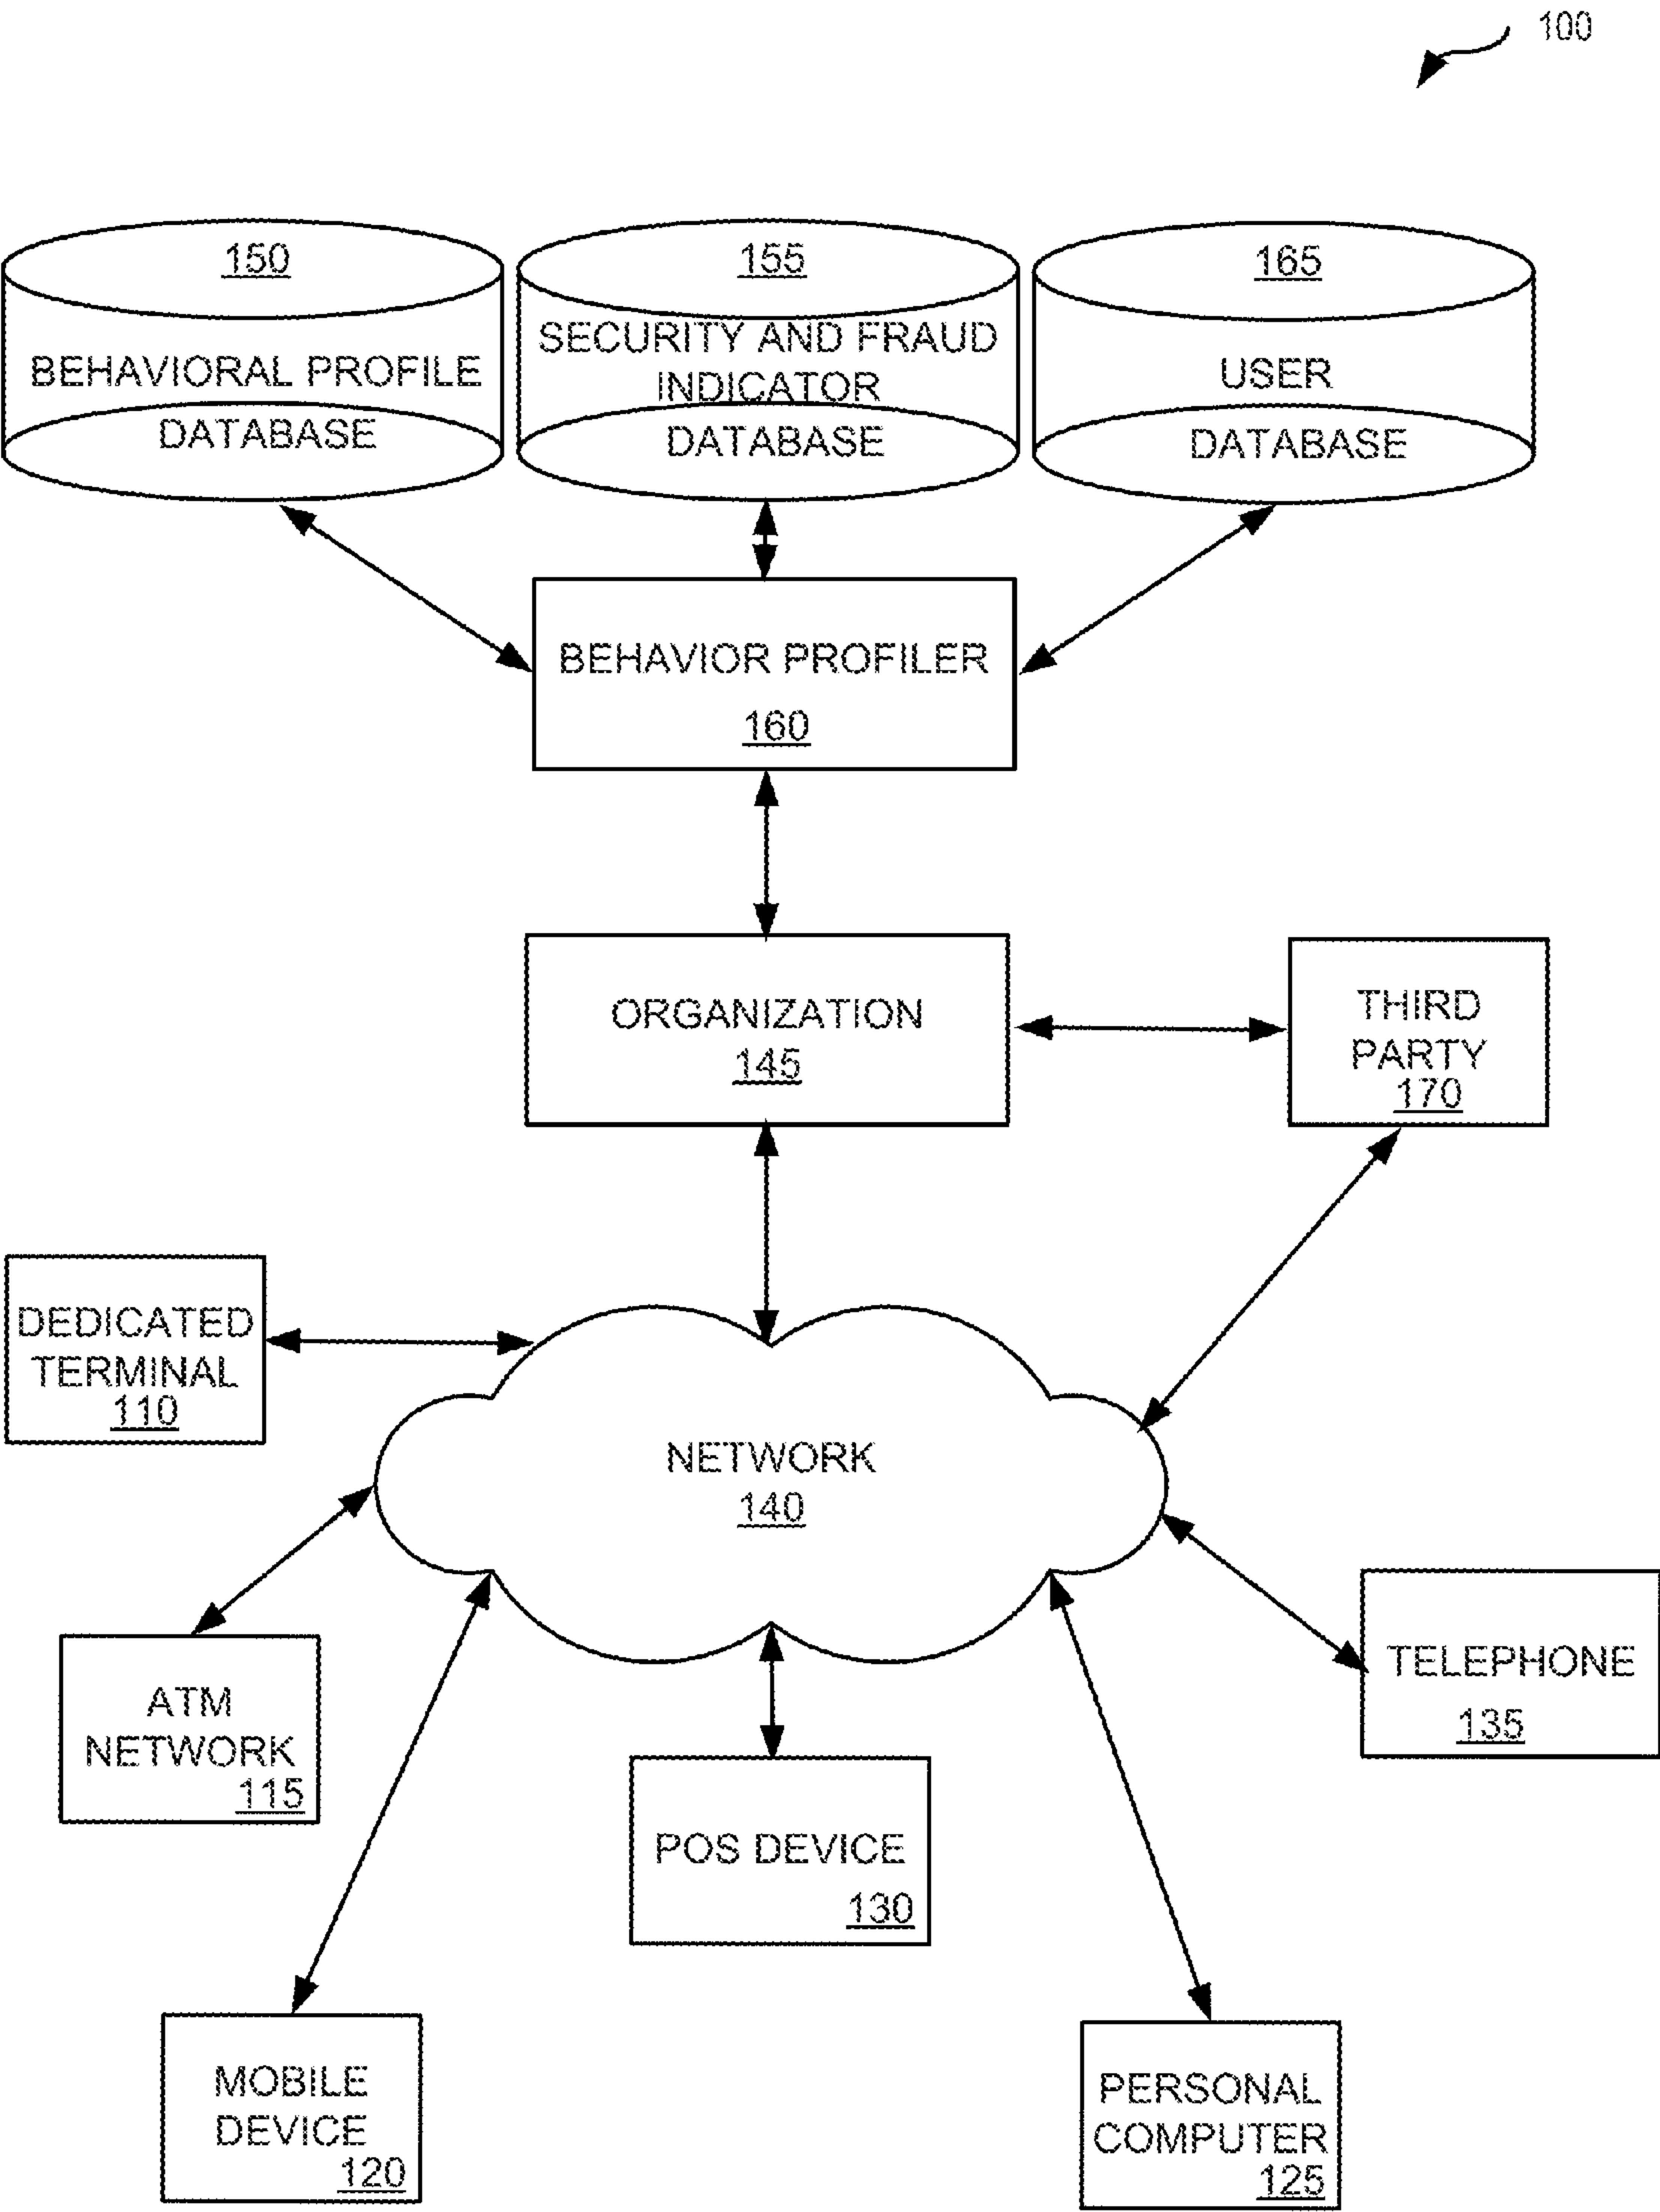 100
150
BEHAVIORAL PROFILE
DATABASE
155
SECURITY AND FRAUD
INDICATOR
DATABASE
165
USER
DATABASE
BEHAVIOR PROFILER
160
ORGANIZATION
145
THIRD
PARTY
170
DEDICATED
TERMINAL
110
NETWORK
140
ATM
NETWORK
115
TELEPHONE
135
POS DEVICE
130
MOBILE
DEVICE
120
PERSONAL
COMPUTER
125